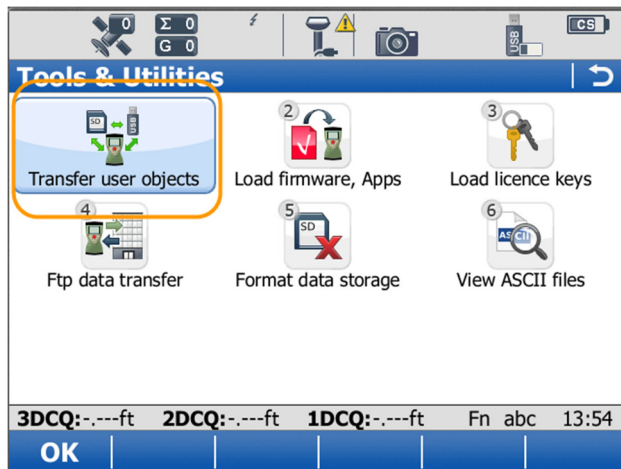 0 Σ 0 USB CS
G 0
Tools & Utilities
SD USB 2 3
Transfer user objects Load firmware, Apps Load licence keys
4 5 SD 6 ASCII
Ftp data transfer Format data storage View ASCII files
3DCQ:-.---ft 2DCQ:-.---ft 1DCQ:-.---ft Fn abc 13:54
OK